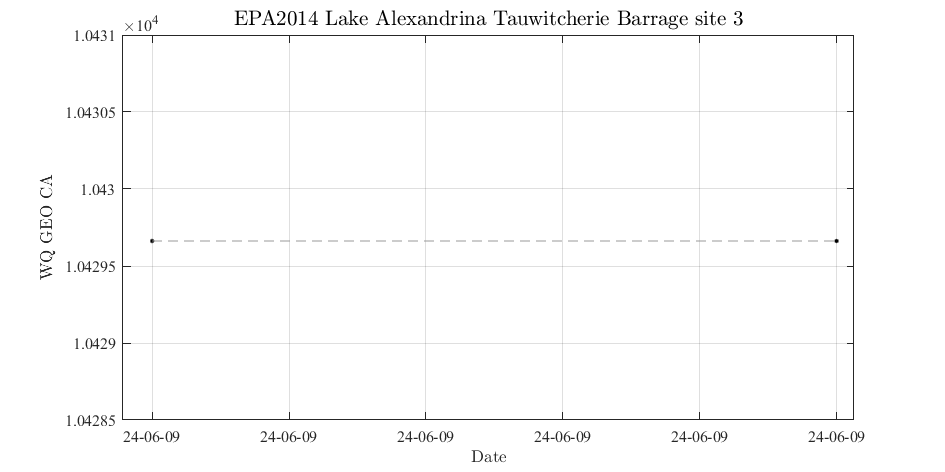 EPA2014 Lake Alexandrina Tauwitcherie Barrage site 3
×10⁴
1.0431
1.04305
1.043
1.04295
1.0429
1.04285
WQ GEO CA
24-06-09 24-06-09 24-06-09 24-06-09 24-06-09 24-06-09
Date